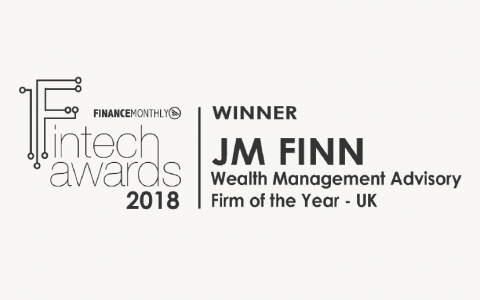 FINANCEMONTHLY
Fintech
awards
2018
WINNER
JM FINN
Wealth Management Advisory
Firm of the Year - UK